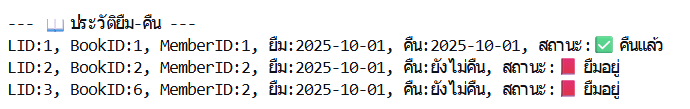 --- 📖 ประวัติยืม-คืน ---
LID:1, BookID:1, MemberID:1, ยืม:2025-10-01, คืน:2025-10-01, สถานะ:✅ คืนแล้ว
LID:2, BookID:2, MemberID:2, ยืม:2025-10-01, คืน:ยังไม่คืน, สถานะ:📕 ยืมอยู่
LID:3, BookID:6, MemberID:2, ยืม:2025-10-01, คืน:ยังไม่คืน, สถานะ:📕 ยืมอยู่